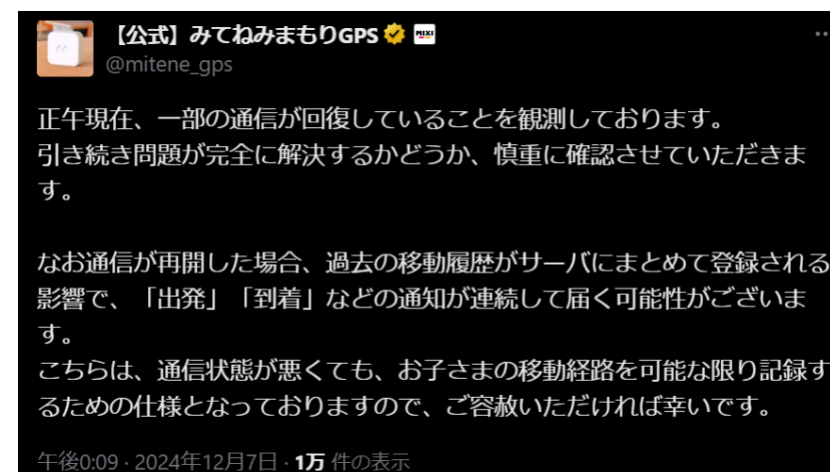 【公式】みてねみまもりGPS MIXI
@mitene_gps
正午現在、一部の通信が回復していることを観測しております。
引き続き問題が完全に解決するかどうか、慎重に確認させていただきま
す。
なお通信が再開した場合、過去の移動履歴がサーバにまとめて登録される
影響で、「出発」「到着」などの通知が連続して届く可能性がございま
す。
こちらは、通信状態が悪くても、お子さまの移動経路を可能な限り記録す
るための仕様となっておりますので、ご容赦いただければ幸いです。
午後0:09 · 2024年12月7日 · 1万 件の表示